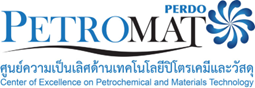 PERDO
PETROMAT
ศูนย์ความเป็นเลิศด้านเทคโนโลยีปิโตรเคมีและวัสดุ
Center of Excellence on Petrochemical and Materials Technology